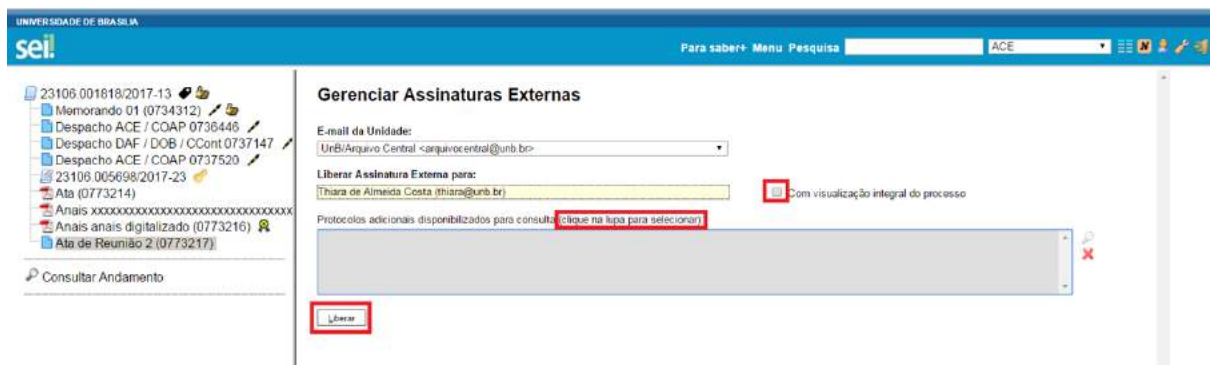 UNIVERSIDADE DE BRASÍLIA
sei!
Para saber+ Menu Pesquisa ACE
23106.001818/2017-13
Memorando 01 (0734312)
Despacho ACE / COAP 0736446
Despacho DAF / DOB / CCont 0737147
Despacho ACE / COAP 0737520
23106.005698/2017-23
Ata (0773214)
Anais xxxxxxxxxxxxxxxxxxxxxxxxxxxxxxxxx
Anais anais digitalizado (0773216)
Ata de Reunião 2 (0773217)
Consultar Andamento
Gerenciar Assinaturas Externas
E-mail da Unidade:
UnB/Arquivo Central <arquivocentral@unb.br>
Liberar Assinatura Externa para:
Thiara de Almeida Costa (thiara@unb.br)
Com visualização integral do processo
Protocolos adicionais disponibilizados para consulta (clique na lupa para selecionar):
Liberar